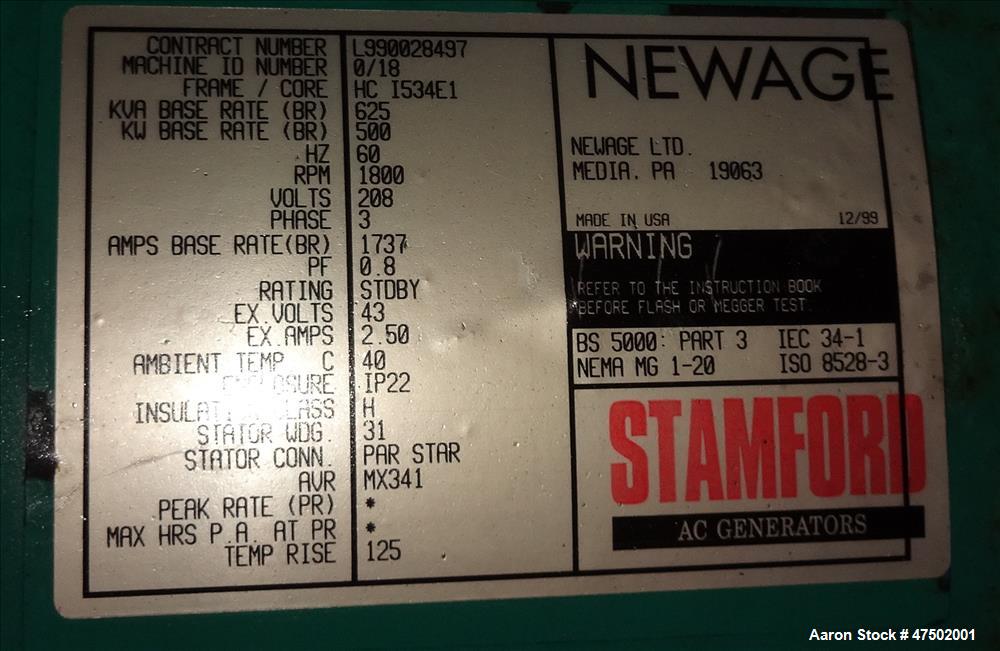 CONTRACT NUMBER L990028497
MACHINE ID NUMBER 0/18
FRAME / CORE HC I534E1
KVA BASE RATE (BR) 625
KW BASE RATE (BR) 500
HZ 60
RPM 1800
VOLTS 208
PHASE 3
AMPS BASE RATE(BR) 1737
PF 0.8
RATING STDBY
EX.VOLTS 43
EX.AMPS 2.50
AMBIENT TEMP C 40
ENCLOSURE IP22
INSULATION CLASS H
STATOR WDG. 31
STATOR CONN. PAR STAR
AVR MX341
PEAK RATE (PR) *
MAX HRS P.A. AT PR *
TEMP RISE 125
NEWAGE
NEWAGE LTD.
MEDIA. PA 19063
MADE IN USA 12/99
WARNING
REFER TO THE INSTRUCTION BOOK
BEFORE FLASH OR MEGGER TEST.
BS 5000: PART 3 IEC 34-1
NEMA MG 1-20 ISO 8528-3
STAMFORD
AC GENERATORS
Aaron Stock # 47502001